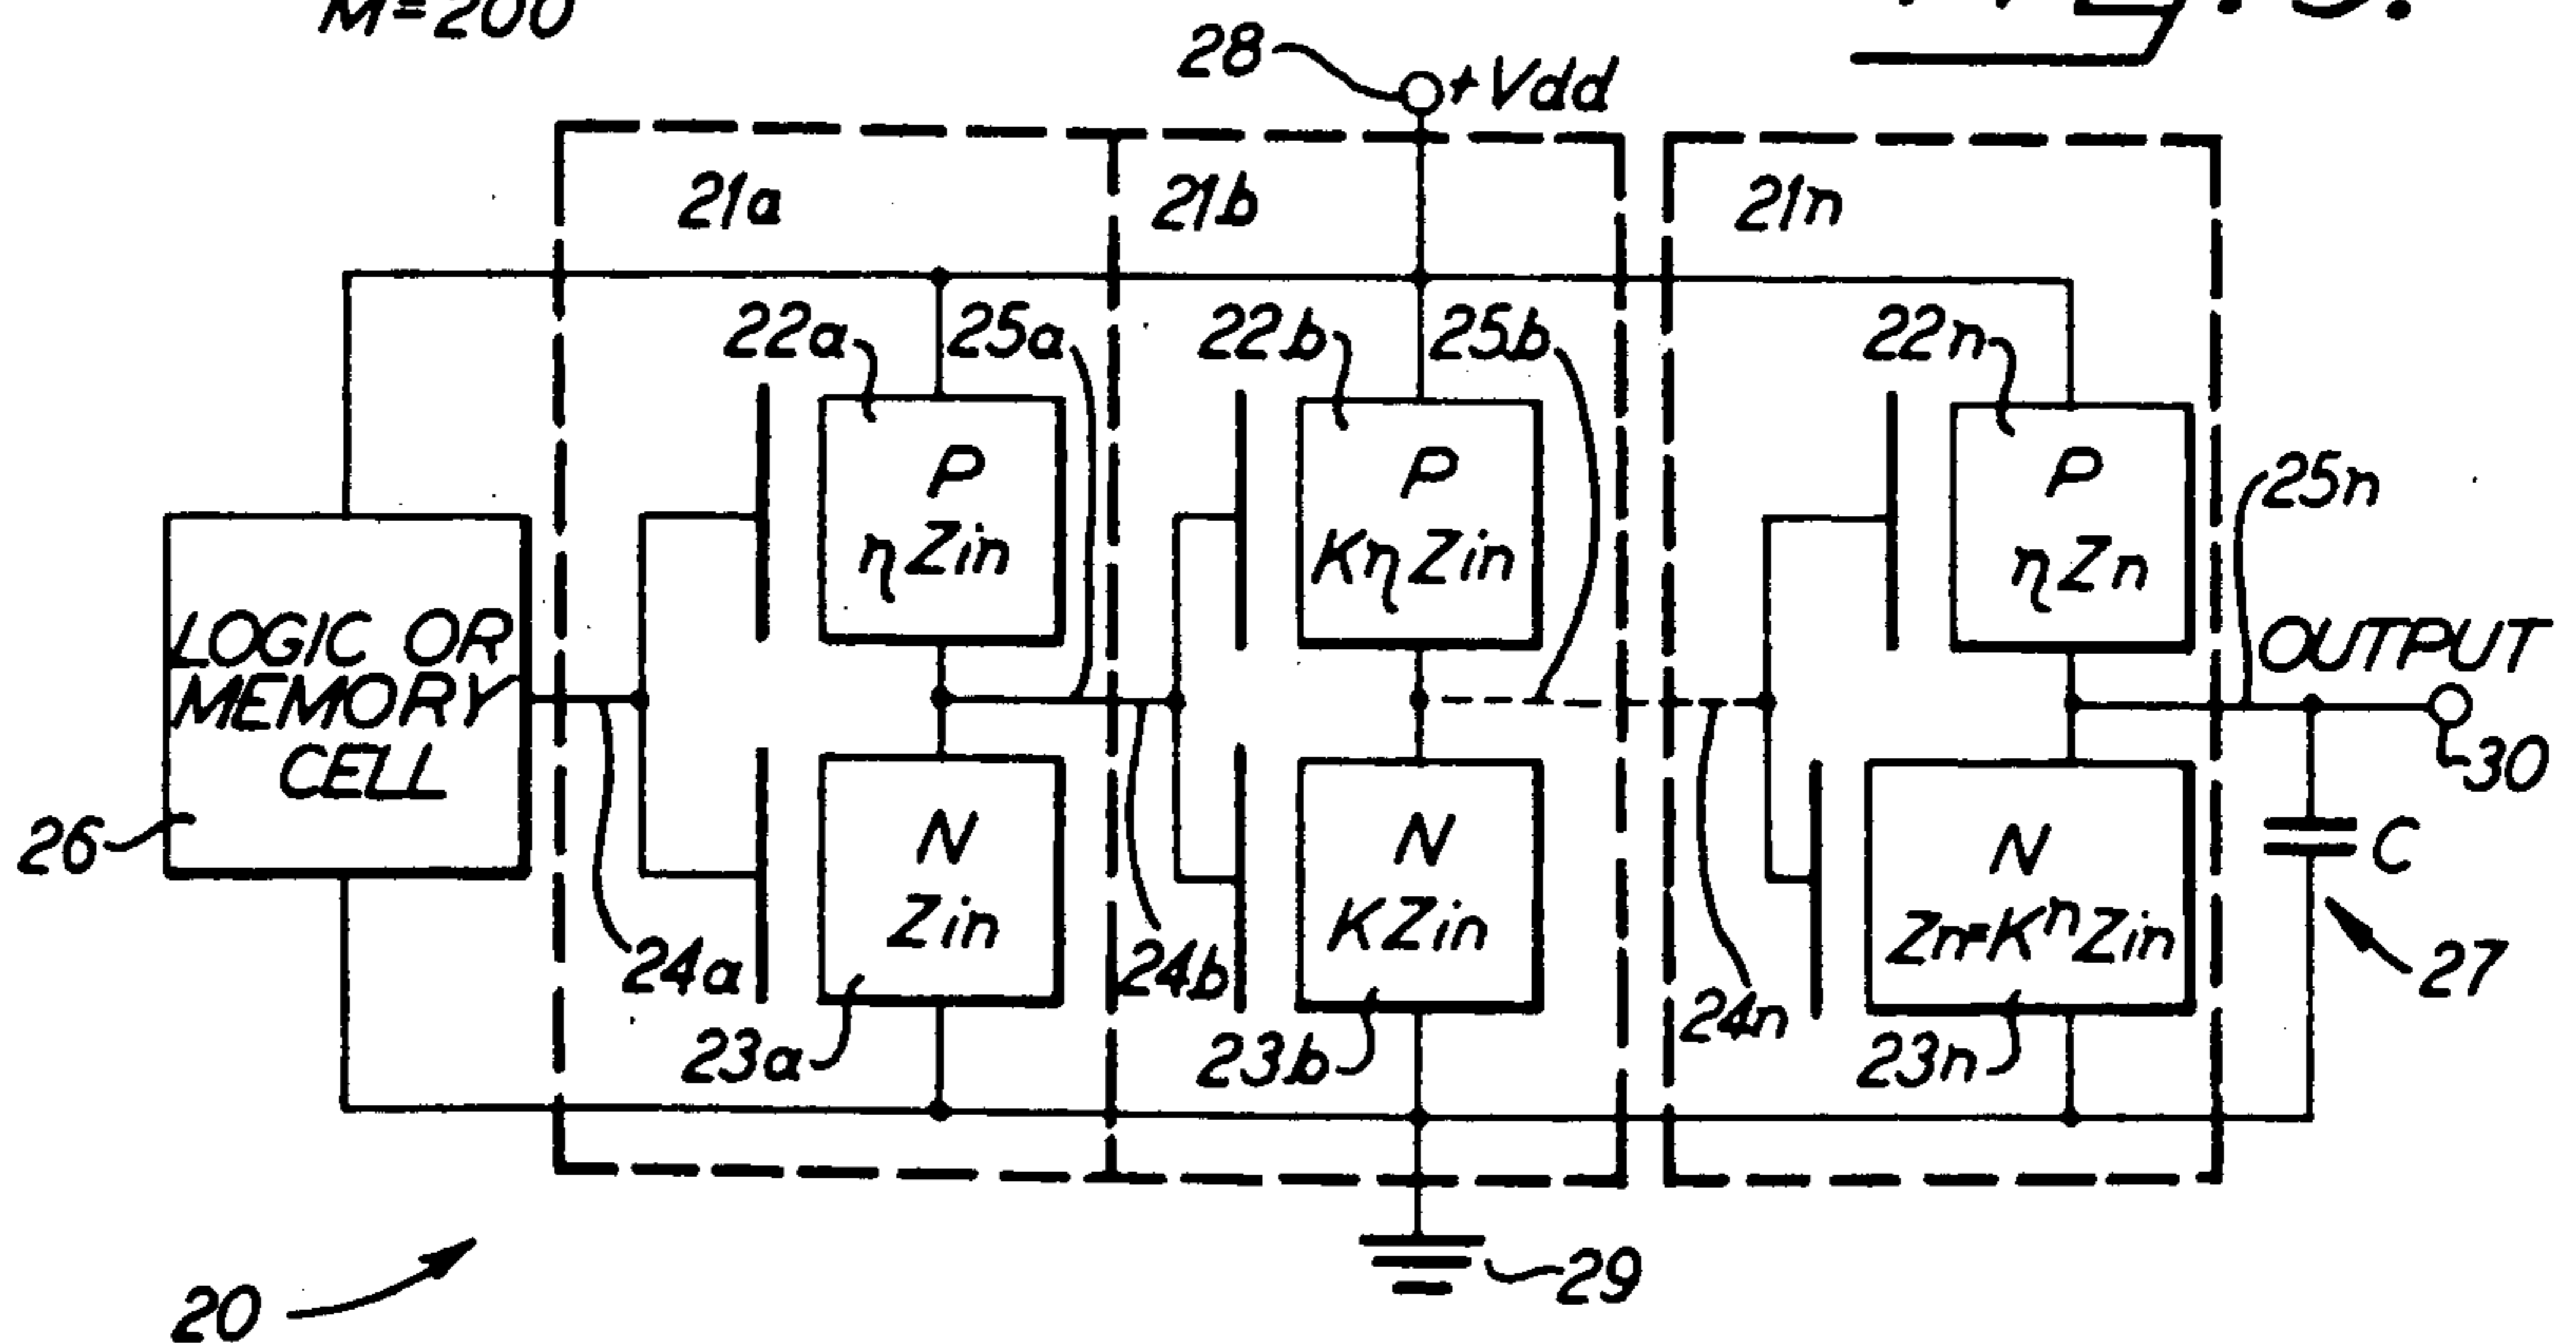 M=200
28
+Vdd
21a
21b
21n
22a
25a
22b
25b
22n
25n
P
ηZin
P
KηZin
P
ηZn
OUTPUT
30
LOGIC OR
MEMORY
CELL
26
N
Zin
N
KZin
N
Zn=KⁿZin
C
27
24a
24b
24n
23a
23b
23n
29
20